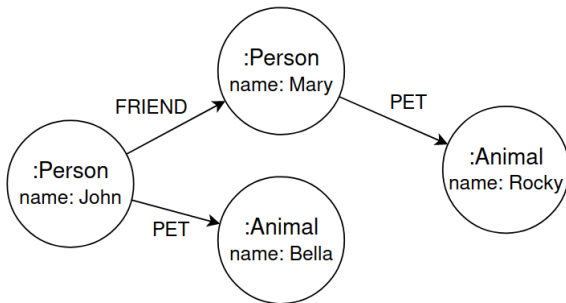 :Person
name: Mary
FRIEND
PET
:Person
name: John
:Animal
name: Rocky
PET
:Animal
name: Bella